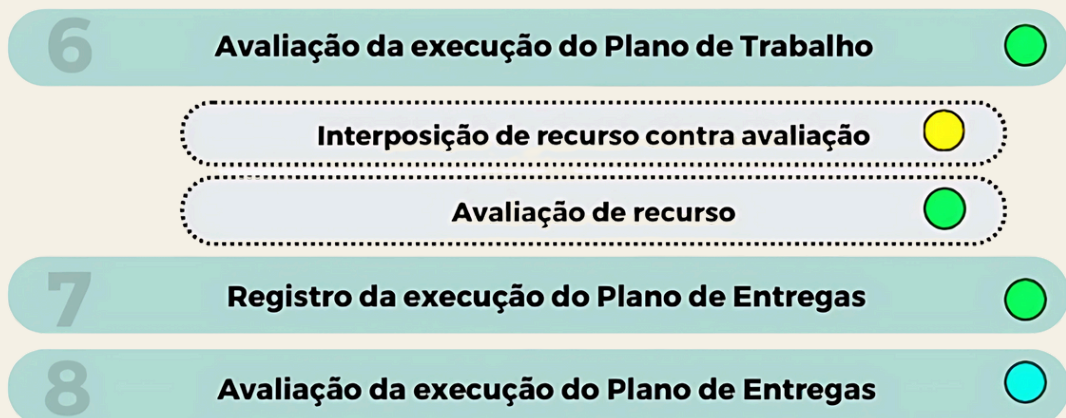 6 Avaliação da execução do Plano de Trabalho
Interposição de recurso contra avaliação
Avaliação de recurso
7 Registro da execução do Plano de Entregas
8 Avaliação da execução do Plano de Entregas